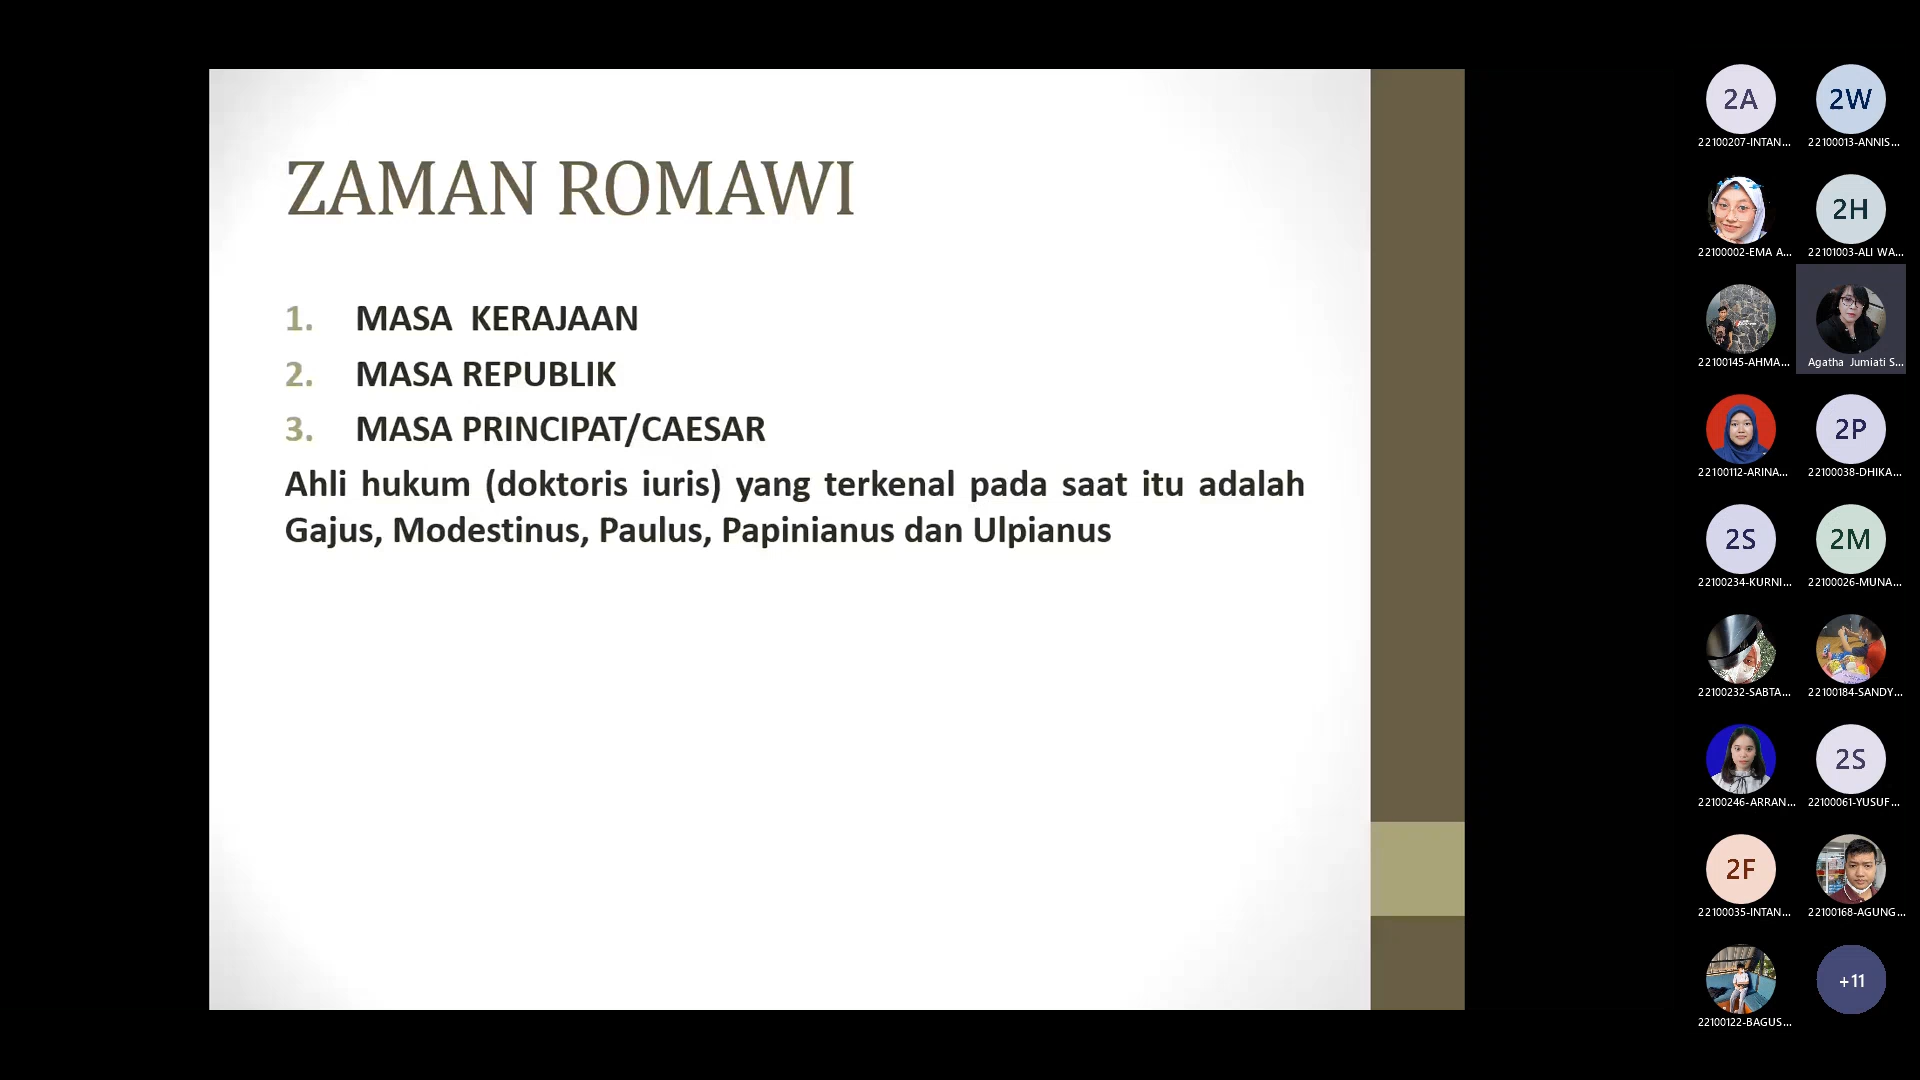 ZAMAN ROMAWI
1. MASA KERAJAAN
2. MASA REPUBLIK
3. MASA PRINCIPAT/CAESAR
Ahli hukum (doktoris iuris) yang terkenal pada saat itu adalah
Gajus, Modestinus, Paulus, Papinianus dan Ulpianus
2A
22100207-INTAN...
2W
22100013-ANNIS...
22100002-EMA A...
2H
22101003-ALI WA...
22100145-AHMA...
Agatha Jumiati S...
22100112-ARINA...
2P
22100038-DHIKA...
2S
22100234-KURNI...
2M
22100026-MUNA...
22100232-SABTA...
22100184-SANDY...
22100246-ARRAN...
2S
22100061-YUSUF...
2F
22100035-INTAN...
22100168-AGUNG...
22100122-BAGUS...
+11